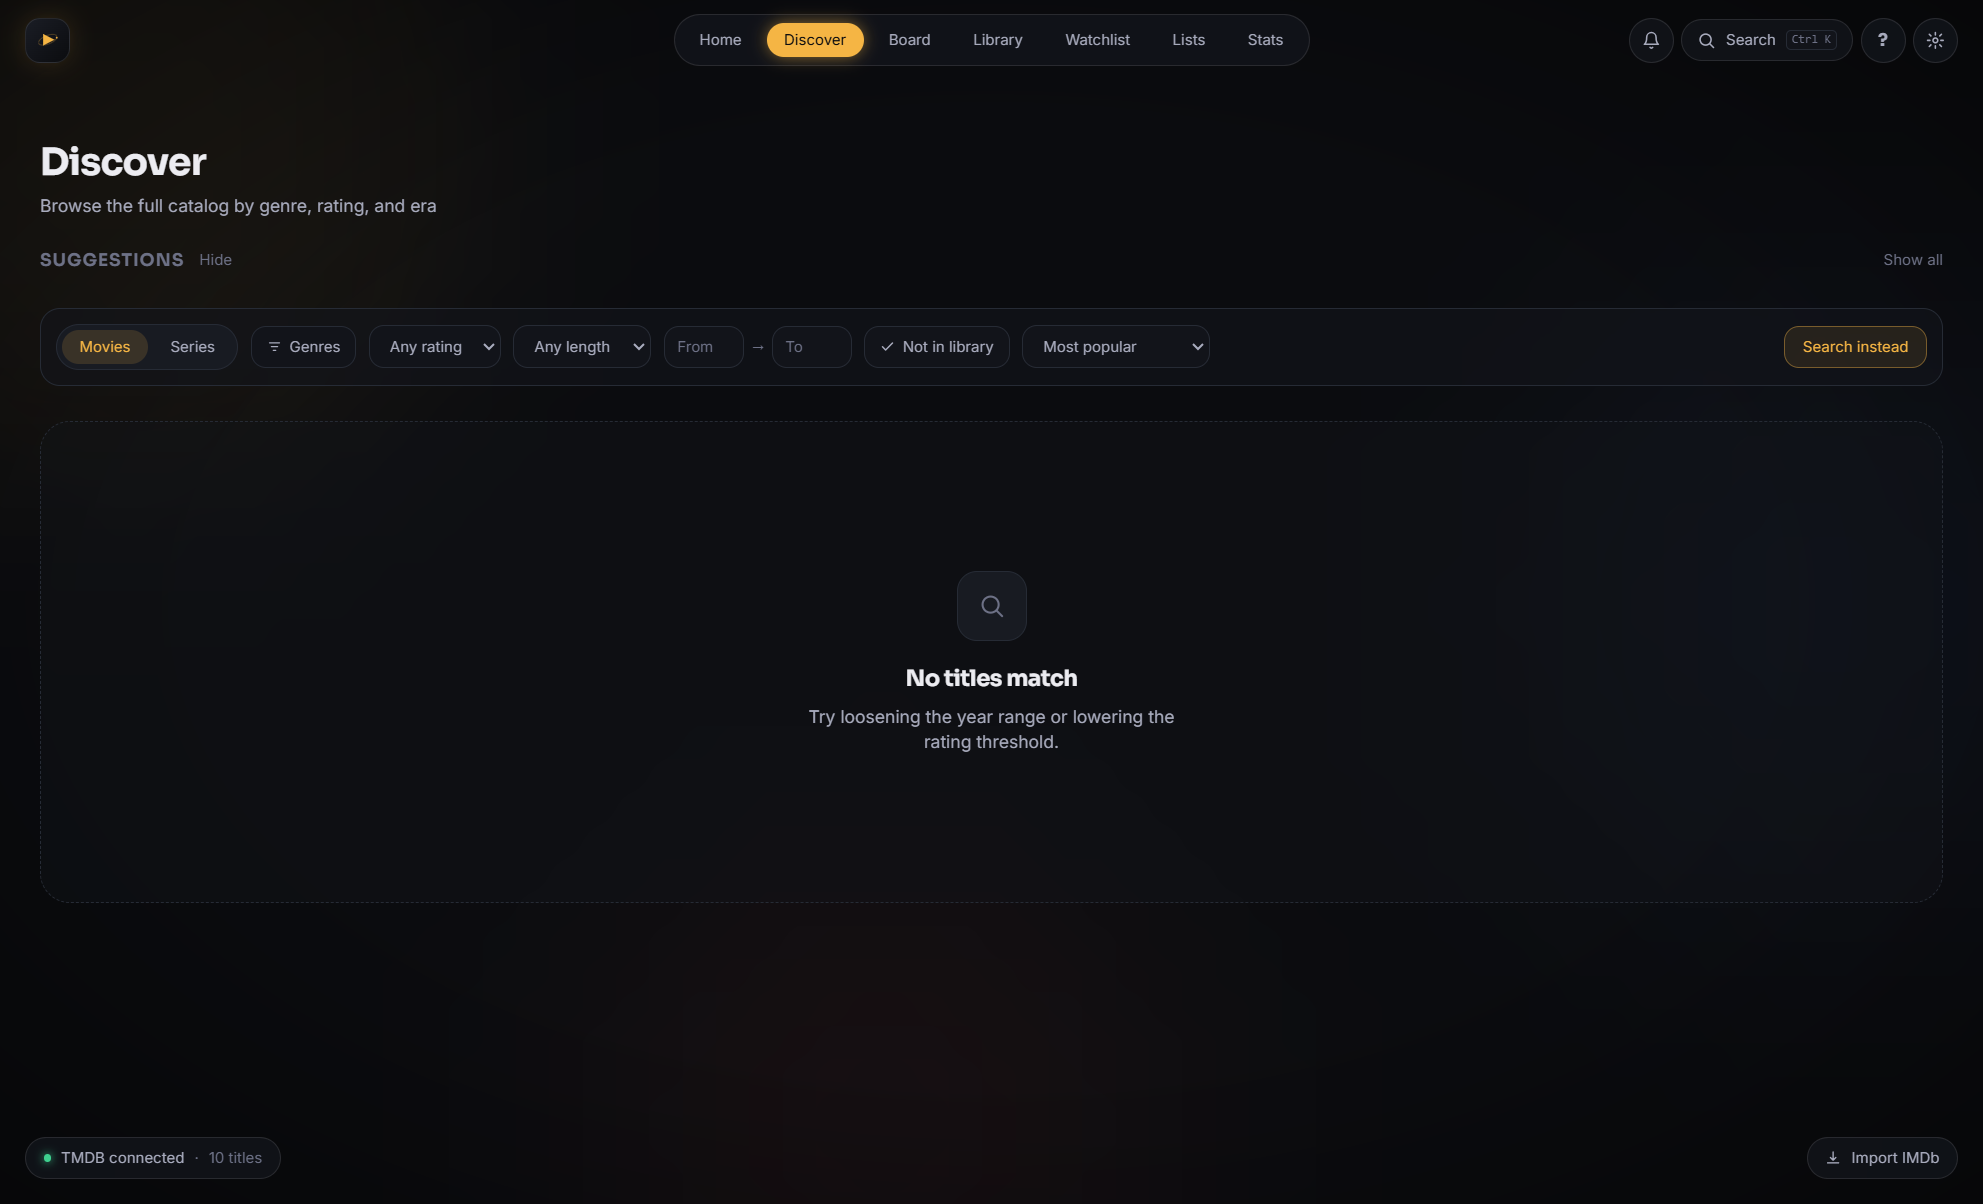 Home
Discover
Board
Library
Watchlist
Lists
Stats
Search Ctrl K
?
Discover
Browse the full catalog by genre, rating, and era
SUGGESTIONS Hide
Show all
Movies
Series
Genres
Any rating
Any length
From → To
Not in library
Most popular
Search instead
No titles match
Try loosening the year range or lowering the
rating threshold.
TMDB connected · 10 titles
Import IMDb